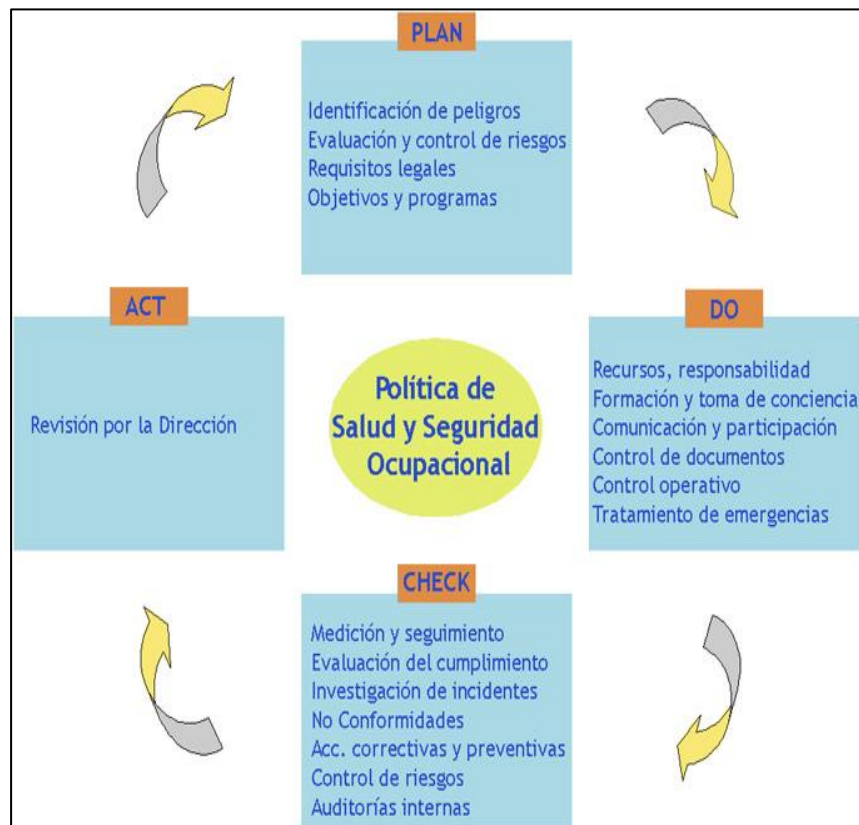 PLAN
Identificación de peligros
Evaluación y control de riesgos
Requisitos legales
Objetivos y programas
ACT
Revisión por la Dirección
Política de
Salud y Seguridad
Ocupacional
DO
Recursos, responsabilidad
Formación y toma de conciencia
Comunicación y participación
Control de documentos
Control operativo
Tratamiento de emergencias
CHECK
Medición y seguimiento
Evaluación del cumplimiento
Investigación de incidentes
No Conformidades
Acc. correctivas y preventivas
Control de riesgos
Auditorías internas